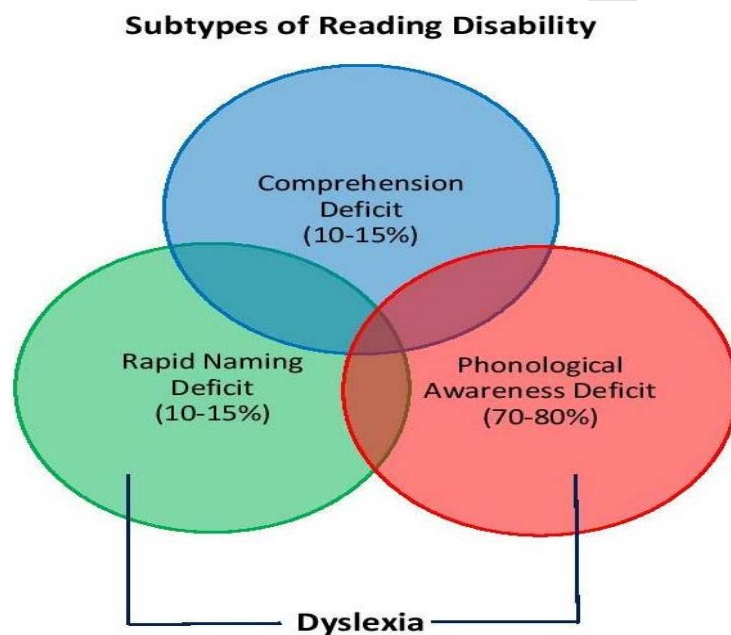 Subtypes of Reading Disability
Comprehension
Deficit
(10-15%)
Rapid Naming
Deficit
(10-15%)
Phonological
Awareness Deficit
(70-80%)
Dyslexia